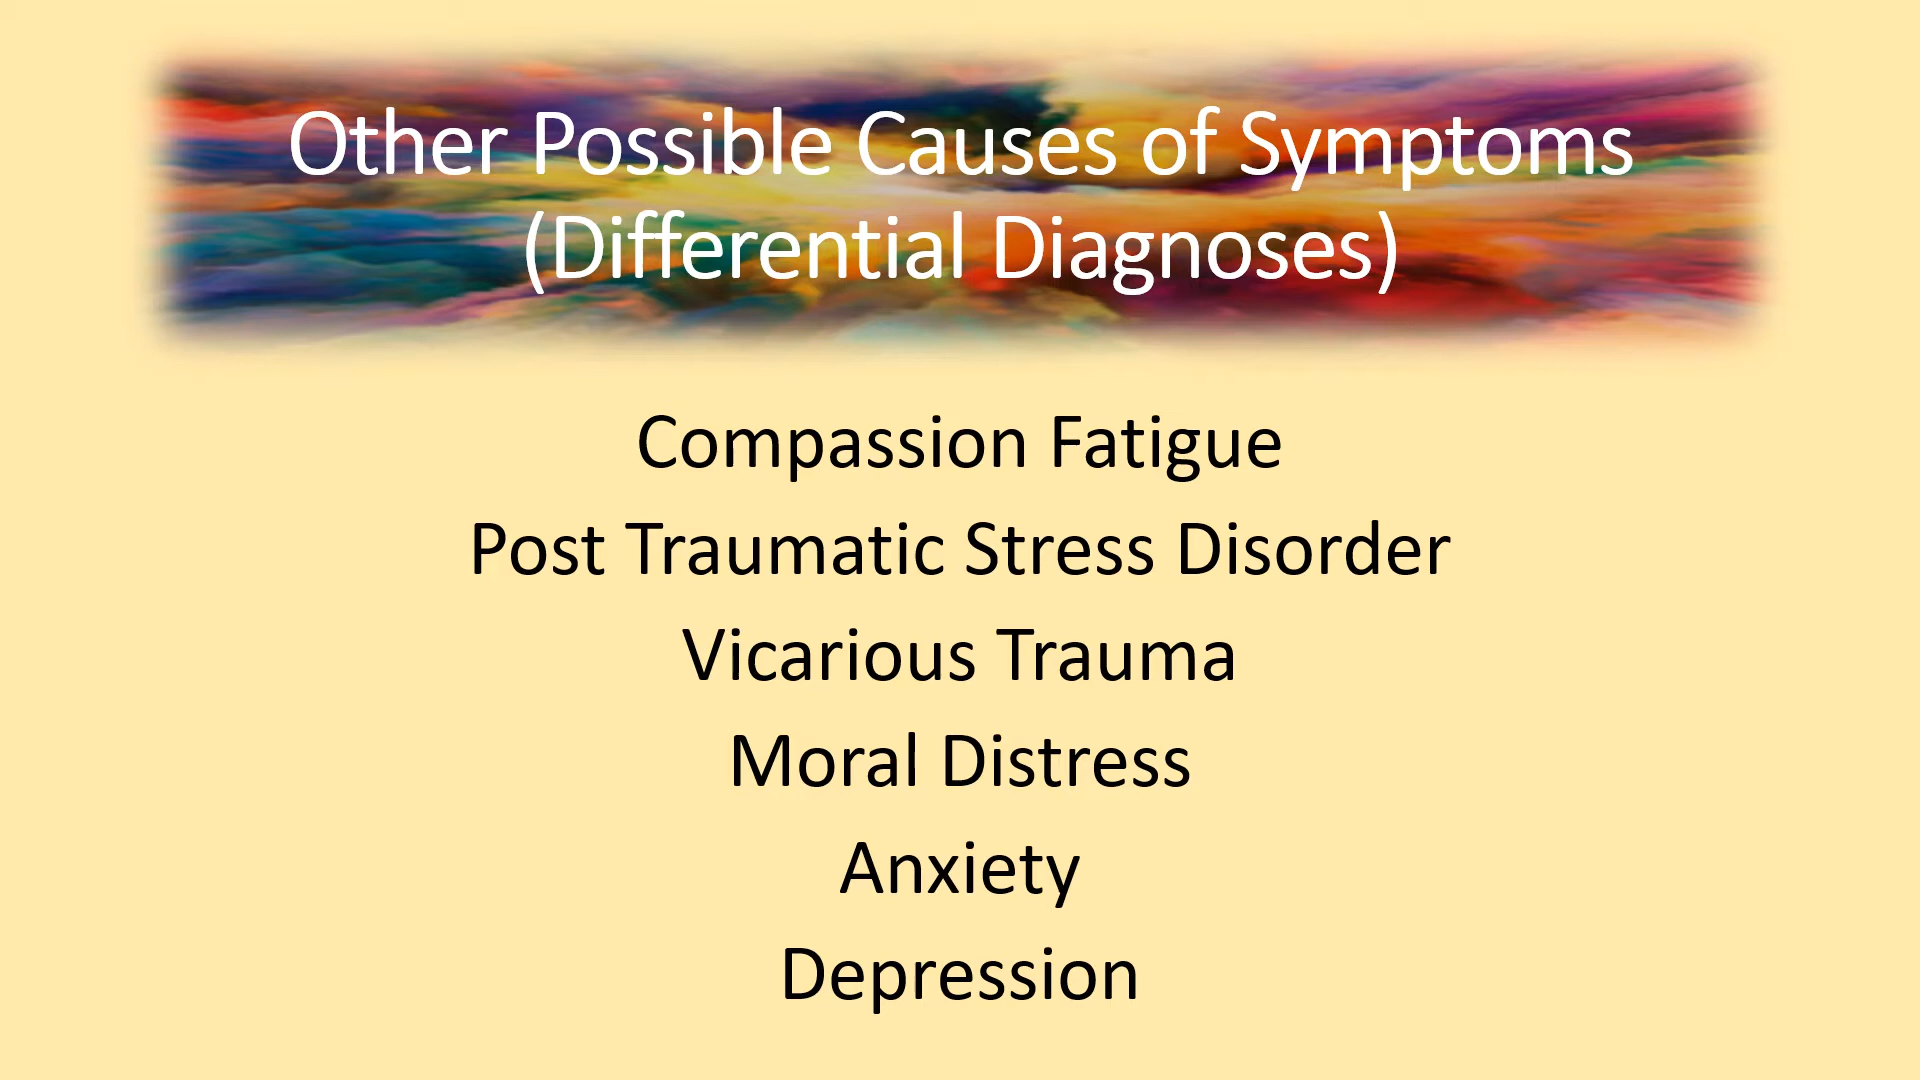 Other Possible Causes of Symptoms
(Differential Diagnoses)
Compassion Fatigue
Post Traumatic Stress Disorder
Vicarious Trauma
Moral Distress
Anxiety
Depression